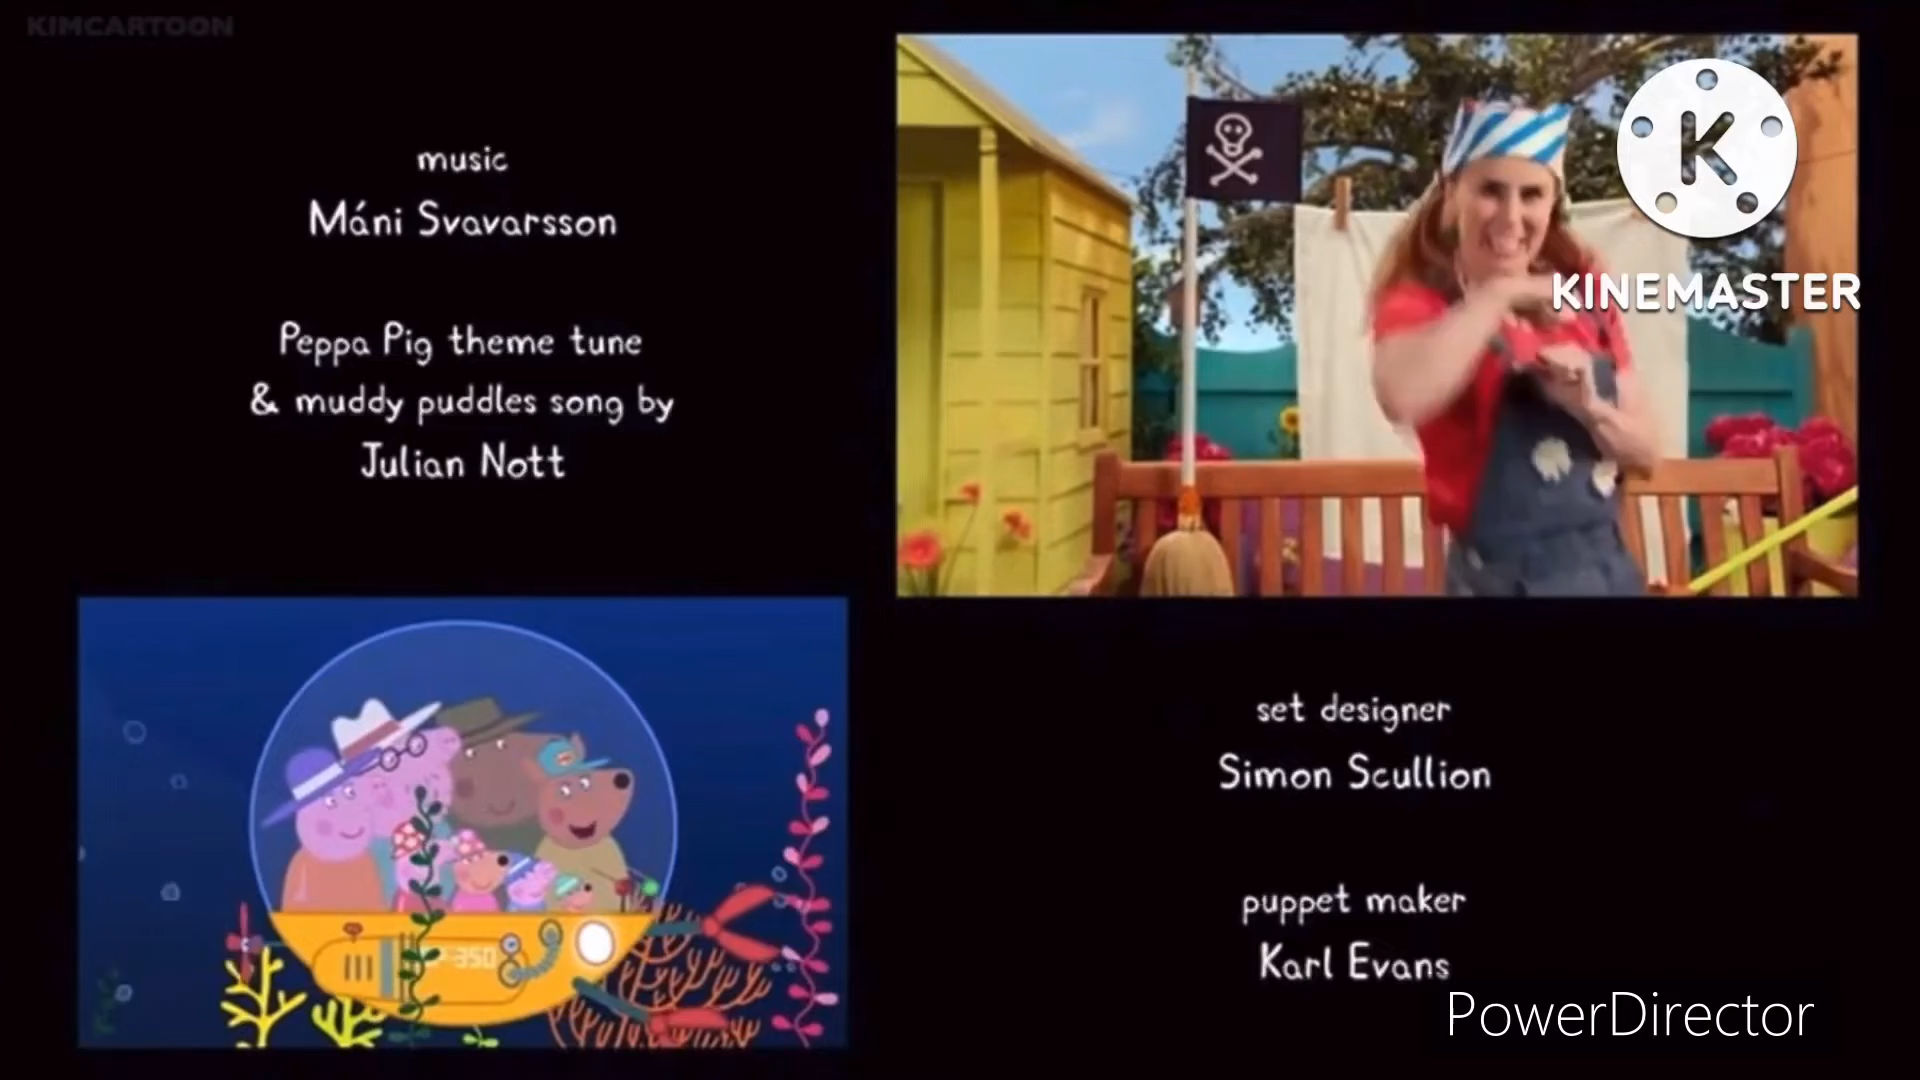 KIMCARTOON
music
Máni Svavarsson
Peppa Pig theme tune
& muddy puddles song by
Julian Nott
K
KINEMASTER
set designer
Simon Scullion
puppet maker
Karl Evans
PowerDirector